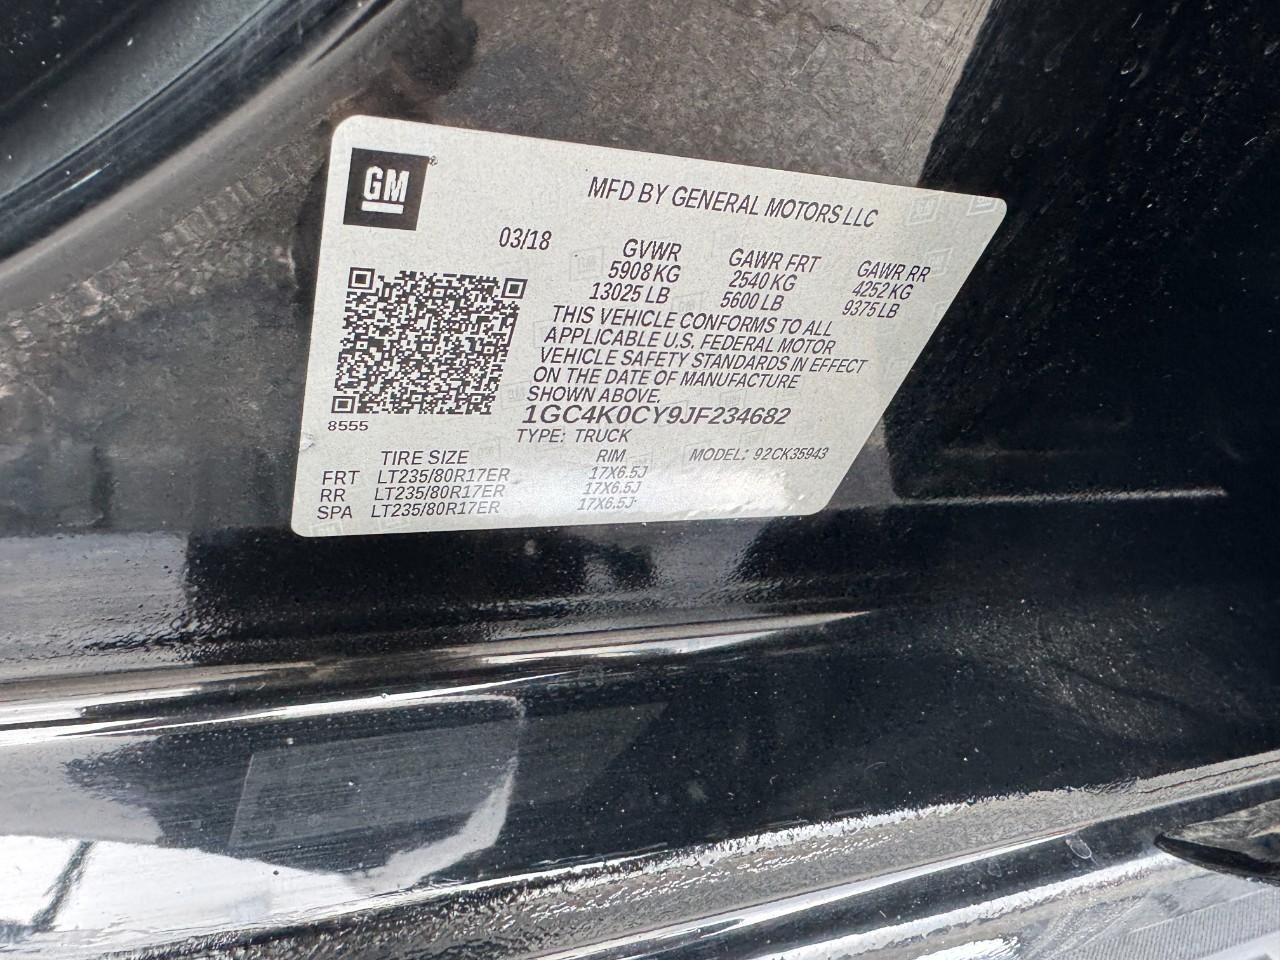 GM
MFD BY GENERAL MOTORS LLC
03/18
GVWR GAWR FRT GAWR RR
5908 KG 2540 KG 4252 KG
13025 LB 5600 LB 9375 LB
THIS VEHICLE CONFORMS TO ALL
APPLICABLE U.S. FEDERAL MOTOR
VEHICLE SAFETY STANDARDS IN EFFECT
ON THE DATE OF MANUFACTURE
SHOWN ABOVE.
1GC4K0CY9JF234682
8555
TYPE: TRUCK MODEL: 92CK35943
TIRE SIZE RIM
FRT LT235/80R17ER 17X6.5J
RR LT235/80R17ER 17X6.5J
SPA LT235/80R17ER 17X6.5J